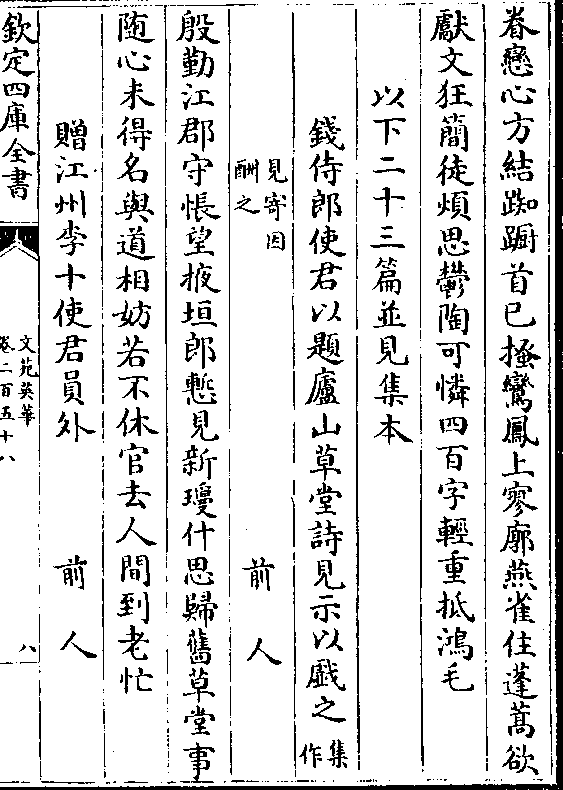 眷戀心方結踟躕首已搔鸞鳳上寥廓燕雀任蓬蒿欲
獻文狂簡徒煩思鬱陶可憐四百字輕重抵鴻毛
以下二十三篇並見集本
錢侍郎使君以題廬山草堂詩見示以戯之集作
見寄因酬之 前人
殷勤江郡守悵望掖垣郎慙見新瓊什思歸舊草堂事
随心未得名與道相妨若不休官去人間到老忙
贈江州李十使君員外 前人
欽定四庫全書
文苑英華
卷二百五十八
八